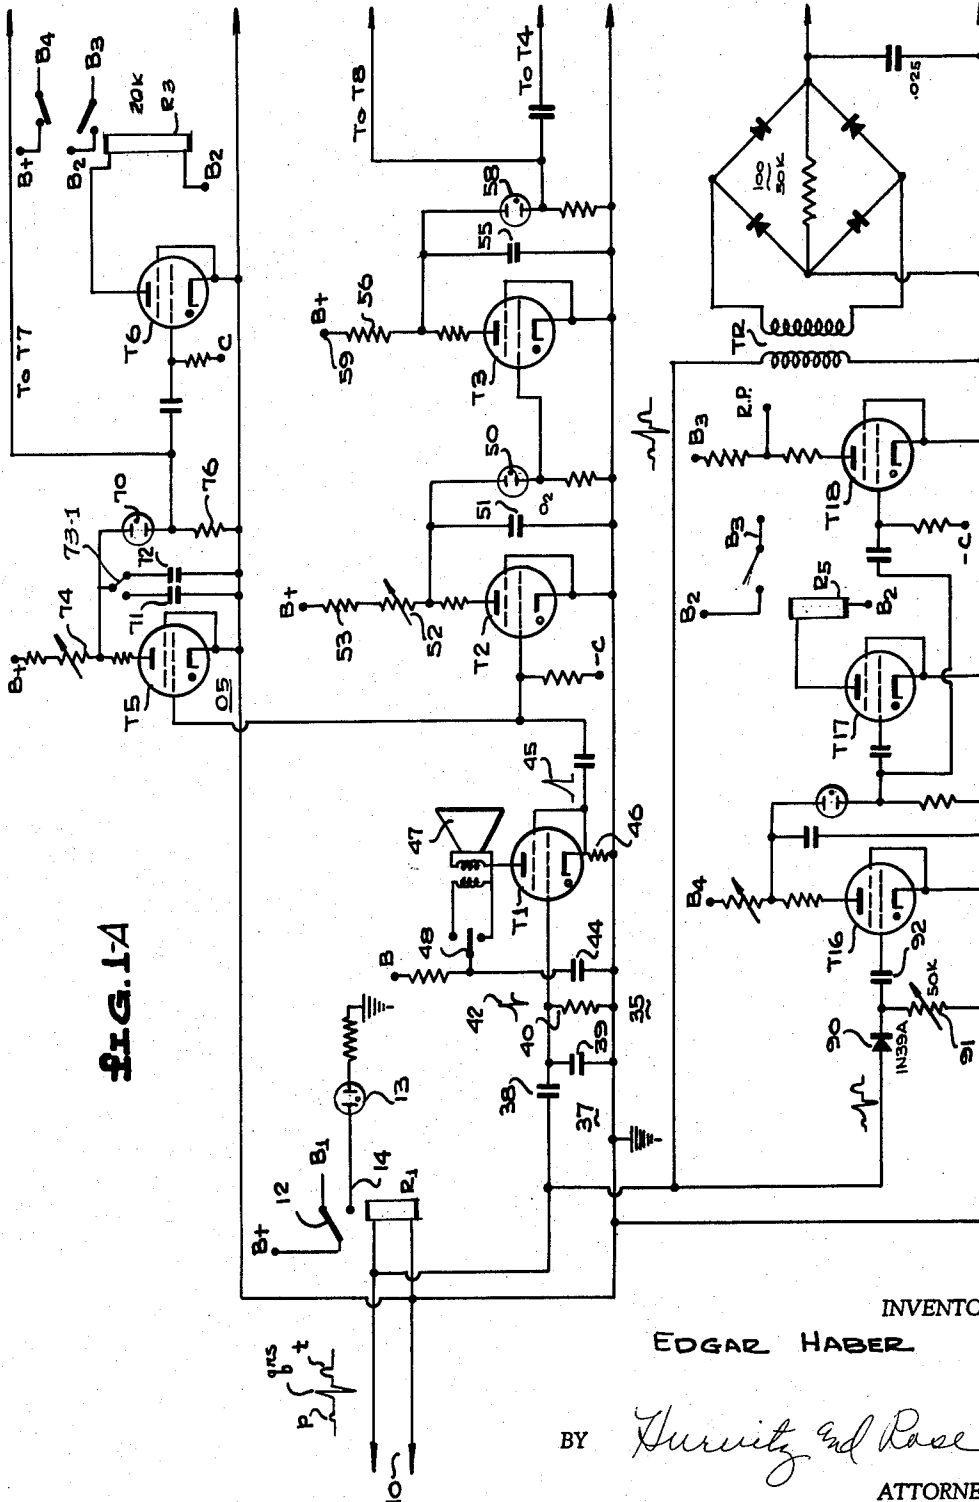 FIG. 1-A
To T7
B+
B4
B2
B3
20K
R3
B2
T6
C
B+
74
73-1
70
71
72
76
T5
05
To T8
To T4
B+
59
56
55
58
T3
B+
53
52
51
50
02
T2
-C
45
47
46
T1
48
B
44
42
40
35
39
38
37
13
B+
12
B1
14
R1
p
qrs
b
t
10
100
50K
.025
TR
B3
R.P.
T18
-C
B2
B3
R5
B2
T17
B4
T16
92
50K
91
90
1N39A
INVENTO
EDGAR HABER
BY Hurvitz and Rose
ATTORNE